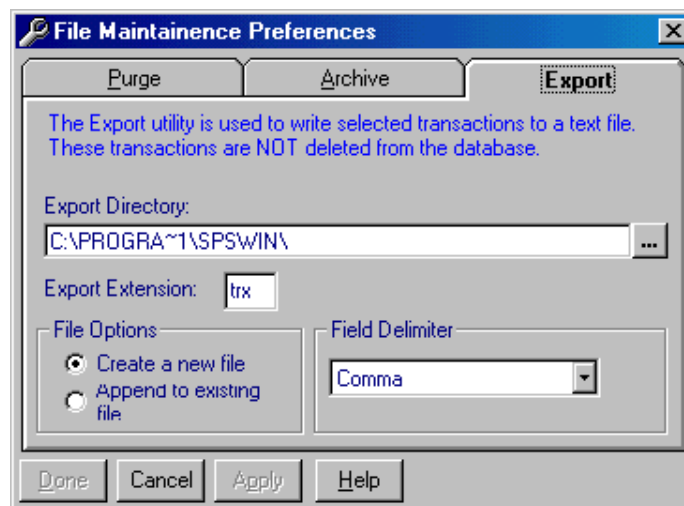 File Maintainence Preferences
Purge
Archive
Export
The Export utility is used to write selected transactions to a text file.
These transactions are NOT deleted from the database.
Export Directory:
C:\PROGRA~1\SPSWIN\
...
Export Extension:
trx
File Options
Create a new file
Append to existing
file
Field Delimiter
Comma
Done
Cancel
Apply
Help